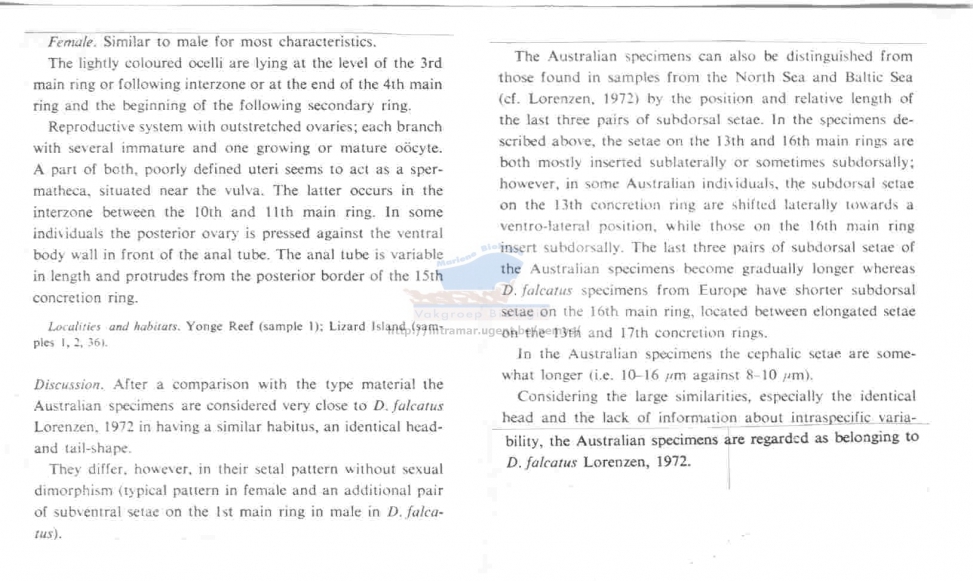 Female. Similar to male for most characteristics.
The lightly coloured ocelli are lying at the level of the 3rd
main ring or following interzone or at the end of the 4th main
ring and the beginning of the following secondary ring.
Reproductive system with outstretched ovaries; each branch
with several immature and one growing or mature oöcyte.
A part of both, poorly defined uteri seems to act as a sper-
matheca, situated near the vulva. The latter occurs in the
interzone between the 10th and 11th main ring. In some
individuals the posterior ovary is pressed against the ventral
body wall in front of the anal tube. The anal tube is variable
in length and protrudes from the posterior border of the 15th
concretion ring.
Localities and habitats. Yonge Reef (sample 1); Lizard Island (sam-
ples 1, 2, 36).
Discussion. After a comparison with the type material the
Australian specimens are considered very close to D. falcatus
Lorenzen, 1972 in having a similar habitus, an identical head-
and tail-shape.
They differ, however, in their setal pattern without sexual
dimorphism (typical pattern in female and an additional pair
of subventral setae on the 1st main ring in male in D. falca-
tus).
The Australian specimens can also be distinguished from
those found in samples from the North Sea and Baltic Sea
(cf. Lorenzen, 1972) by the position and relative length of
the last three pairs of subdorsal setae. In the specimens de-
scribed above, the setae on the 13th and 16th main rings are
both mostly inserted sublaterally or sometimes subdorsally;
however, in some Australian individuals, the subdorsal setae
on the 13th concretion ring are shifted laterally towards a
ventro-lateral position, while those on the 16th main ring
insert subdorsally. The last three pairs of subdorsal setae of
the Australian specimens become gradually longer whereas
D. falcatus specimens from Europe have shorter subdorsal
setae on the 16th main ring, located between elongated setae
on the 13th and 17th concretion rings.
In the Australian specimens the cephalic setae are some-
what longer (i.e. 10–16 µm against 8–10 µm).
Considering the large similarities, especially the identical
head and the lack of information about intraspecific varia-
bility, the Australian specimens are regarded as belonging to
D. falcatus Lorenzen, 1972.